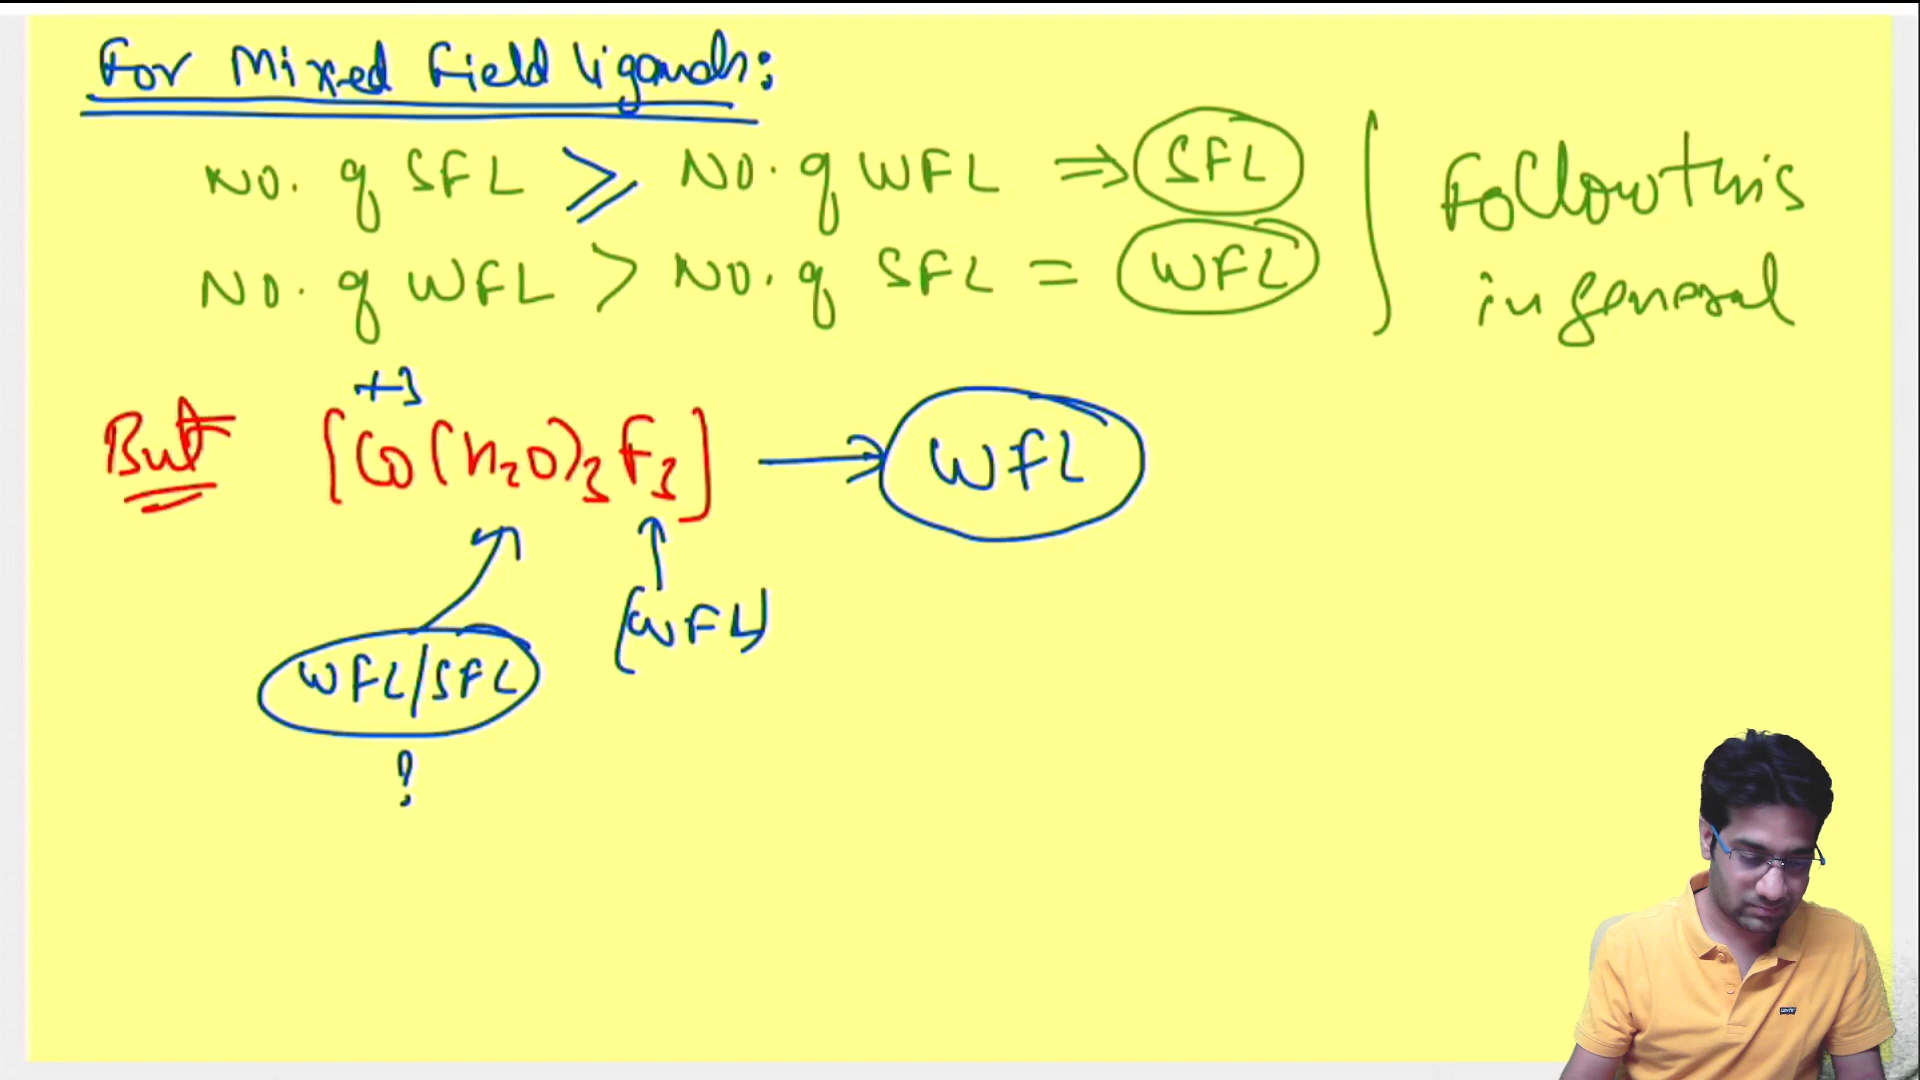 For Mixed Field Ligands:
No. of SFL ⩾ No. of WFL ⇒ SFL
No. of WFL > No. of SFL = WFL
Follow this
in general
+3
But [Co(H₂O)₃F₃] → WFL
(WFL)
WFL/SFL
?